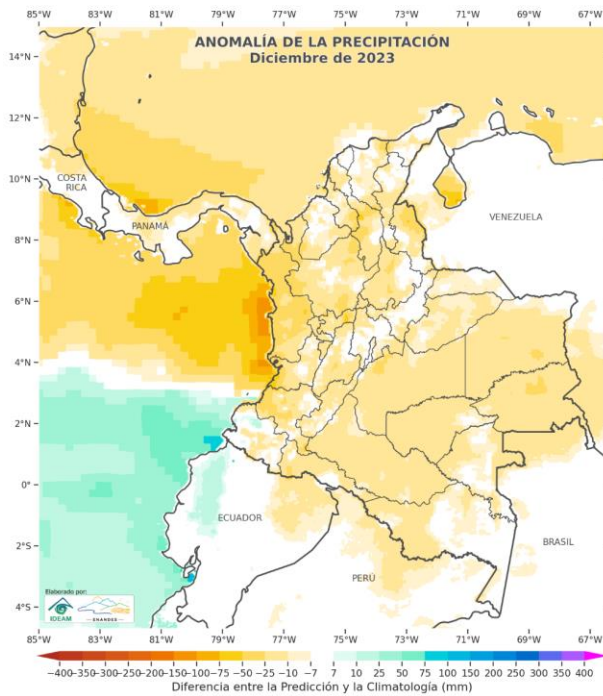 ANOMALÍA DE LA PRECIPITACIÓN
Diciembre de 2023
14°N
12°N
10°N
8°N
6°N
4°N
2°N
0°
2°S
4°S
COSTA
RICA
PANAMÁ
VENEZUELA
ECUADOR
PERÚ
BRASIL
Elaborado por:
IDEAM
ENANDES
85°W 83°W 81°W 79°W 77°W 75°W 73°W 71°W 69°W 67°W
85°W 83°W 81°W 79°W 77°W 75°W 73°W 71°W 69°W 67°W
−400 −350 −300 −250 −200 −150 −100 −75 −50 −25 −10 −7 7 10 25 50 75 100 150 200 250 300 350 400
Diferencia entre la Predicción y la Climatología (mm)